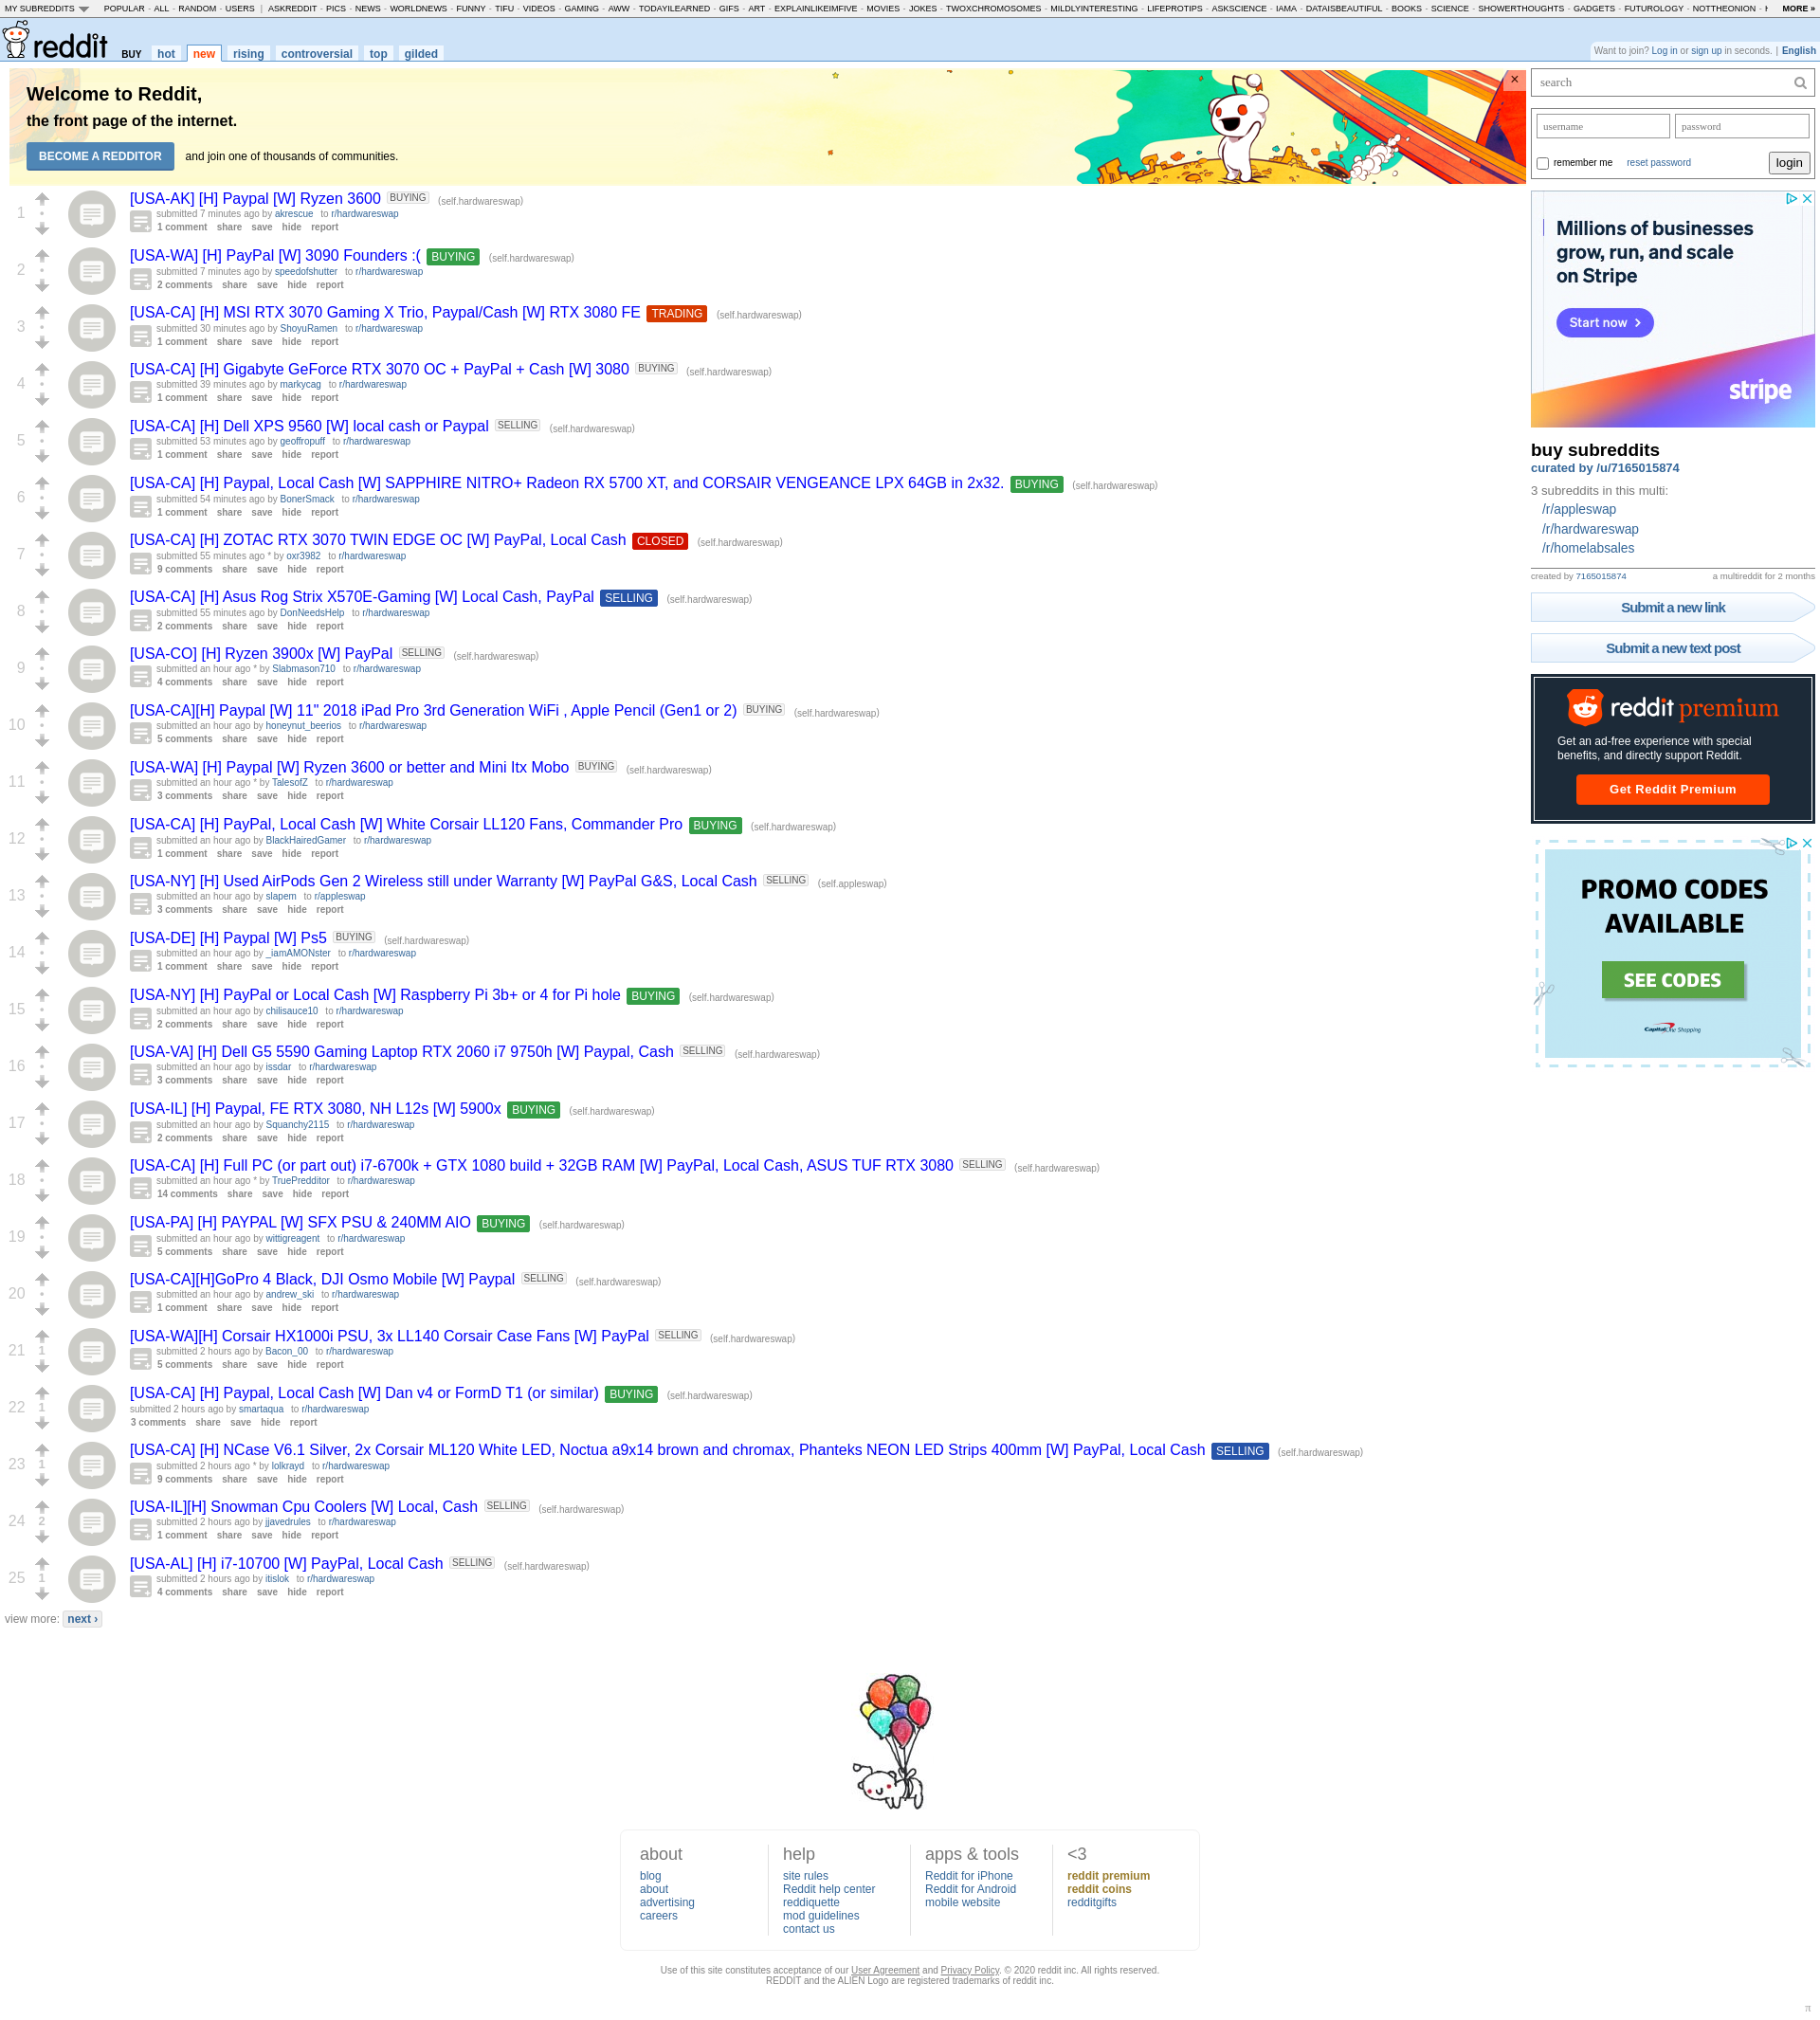 MY SUBREDDITS POPULAR - ALL - RANDOM - USERS | ASKREDDIT - PICS - NEWS - WORLDNEWS - FUNNY - TIFU - VIDEOS - GAMING - AWW - TODAYILEARNED - GIFS - ART - EXPLAINLIKEIMFIVE - MOVIES - JOKES - TWOXCHROMOSOMES - MILDLYINTERESTING - LIFEPROTIPS - ASKSCIENCE - IAMA - DATAISBEAUTIFUL - BOOKS - SCIENCE - SHOWERTHOUGHTS - GADGETS - FUTUROLOGY - NOTTHEONION - MORE »
reddit BUY hot new rising controversial top gilded
Want to join? Log in or sign up in seconds. | English
Welcome to Reddit,
the front page of the internet.
BECOME A REDDITOR and join one of thousands of communities.
×
1
[USA-AK] [H] Paypal [W] Ryzen 3600 BUYING (self.hardwareswap)
submitted 7 minutes ago by akrescue to r/hardwareswap
1 comment share save hide report
2
[USA-WA] [H] PayPal [W] 3090 Founders :( BUYING (self.hardwareswap)
submitted 7 minutes ago by speedofshutter to r/hardwareswap
2 comments share save hide report
3
[USA-CA] [H] MSI RTX 3070 Gaming X Trio, Paypal/Cash [W] RTX 3080 FE TRADING (self.hardwareswap)
submitted 30 minutes ago by ShoyuRamen to r/hardwareswap
1 comment share save hide report
4
[USA-CA] [H] Gigabyte GeForce RTX 3070 OC + PayPal + Cash [W] 3080 BUYING (self.hardwareswap)
submitted 39 minutes ago by markycag to r/hardwareswap
1 comment share save hide report
5
[USA-CA] [H] Dell XPS 9560 [W] local cash or Paypal SELLING (self.hardwareswap)
submitted 53 minutes ago by geoffropuff to r/hardwareswap
1 comment share save hide report
6
[USA-CA] [H] Paypal, Local Cash [W] SAPPHIRE NITRO+ Radeon RX 5700 XT, and CORSAIR VENGEANCE LPX 64GB in 2x32. BUYING (self.hardwareswap)
submitted 54 minutes ago by BonerSmack to r/hardwareswap
1 comment share save hide report
7
[USA-CA] [H] ZOTAC RTX 3070 TWIN EDGE OC [W] PayPal, Local Cash CLOSED (self.hardwareswap)
submitted 55 minutes ago * by oxr3982 to r/hardwareswap
9 comments share save hide report
8
[USA-CA] [H] Asus Rog Strix X570E-Gaming [W] Local Cash, PayPal SELLING (self.hardwareswap)
submitted 55 minutes ago by DonNeedsHelp to r/hardwareswap
2 comments share save hide report
9
[USA-CO] [H] Ryzen 3900x [W] PayPal SELLING (self.hardwareswap)
submitted an hour ago * by Slabmason710 to r/hardwareswap
4 comments share save hide report
10
[USA-CA][H] Paypal [W] 11" 2018 iPad Pro 3rd Generation WiFi , Apple Pencil (Gen1 or 2) BUYING (self.hardwareswap)
submitted an hour ago by honeynut_beerios to r/hardwareswap
5 comments share save hide report
11
[USA-WA] [H] Paypal [W] Ryzen 3600 or better and Mini Itx Mobo BUYING (self.hardwareswap)
submitted an hour ago * by TalesofZ to r/hardwareswap
3 comments share save hide report
12
[USA-CA] [H] PayPal, Local Cash [W] White Corsair LL120 Fans, Commander Pro BUYING (self.hardwareswap)
submitted an hour ago by BlackHairedGamer to r/hardwareswap
1 comment share save hide report
13
[USA-NY] [H] Used AirPods Gen 2 Wireless still under Warranty [W] PayPal G&S, Local Cash SELLING (self.appleswap)
submitted an hour ago by slapem to r/appleswap
3 comments share save hide report
14
[USA-DE] [H] Paypal [W] Ps5 BUYING (self.hardwareswap)
submitted an hour ago by _iamAMONster to r/hardwareswap
1 comment share save hide report
15
[USA-NY] [H] PayPal or Local Cash [W] Raspberry Pi 3b+ or 4 for Pi hole BUYING (self.hardwareswap)
submitted an hour ago by chilisauce10 to r/hardwareswap
2 comments share save hide report
16
[USA-VA] [H] Dell G5 5590 Gaming Laptop RTX 2060 i7 9750h [W] Paypal, Cash SELLING (self.hardwareswap)
submitted an hour ago by issdar to r/hardwareswap
3 comments share save hide report
17
[USA-IL] [H] Paypal, FE RTX 3080, NH L12s [W] 5900x BUYING (self.hardwareswap)
submitted an hour ago by Squanchy2115 to r/hardwareswap
2 comments share save hide report
18
[USA-CA] [H] Full PC (or part out) i7-6700k + GTX 1080 build + 32GB RAM [W] PayPal, Local Cash, ASUS TUF RTX 3080 SELLING (self.hardwareswap)
submitted an hour ago * by TruePredditor to r/hardwareswap
14 comments share save hide report
19
[USA-PA] [H] PAYPAL [W] SFX PSU & 240MM AIO BUYING (self.hardwareswap)
submitted an hour ago by wittigreagent to r/hardwareswap
5 comments share save hide report
20
[USA-CA][H]GoPro 4 Black, DJI Osmo Mobile [W] Paypal SELLING (self.hardwareswap)
submitted an hour ago by andrew_ski to r/hardwareswap
1 comment share save hide report
21 1
[USA-WA][H] Corsair HX1000i PSU, 3x LL140 Corsair Case Fans [W] PayPal SELLING (self.hardwareswap)
submitted 2 hours ago by Bacon_00 to r/hardwareswap
5 comments share save hide report
22 1
[USA-CA] [H] Paypal, Local Cash [W] Dan v4 or FormD T1 (or similar) BUYING (self.hardwareswap)
submitted 2 hours ago by smartaqua to r/hardwareswap
3 comments share save hide report
23 1
[USA-CA] [H] NCase V6.1 Silver, 2x Corsair ML120 White LED, Noctua a9x14 brown and chromax, Phanteks NEON LED Strips 400mm [W] PayPal, Local Cash SELLING (self.hardwareswap)
submitted 2 hours ago * by lolkrayd to r/hardwareswap
9 comments share save hide report
24 2
[USA-IL][H] Snowman Cpu Coolers [W] Local, Cash SELLING (self.hardwareswap)
submitted 2 hours ago by jjavedrules to r/hardwareswap
1 comment share save hide report
25 1
[USA-AL] [H] i7-10700 [W] PayPal, Local Cash SELLING (self.hardwareswap)
submitted 2 hours ago by itislok to r/hardwareswap
4 comments share save hide report
view more: next ›
search
username password
remember me reset password login
Millions of businesses
grow, run, and scale
on Stripe
Start now
stripe
buy subreddits
curated by /u/7165015874
3 subreddits in this multi:
/r/appleswap
/r/hardwareswap
/r/homelabsales
created by 7165015874 a multireddit for 2 months
Submit a new link
Submit a new text post
reddit premium
Get an ad-free experience with special
benefits, and directly support Reddit.
Get Reddit Premium
PROMO CODES
AVAILABLE
SEE CODES
Capital One Shopping
about
blog
about
advertising
careers
help
site rules
Reddit help center
reddiquette
mod guidelines
contact us
apps & tools
Reddit for iPhone
Reddit for Android
mobile website
<3
reddit premium
reddit coins
redditgifts
Use of this site constitutes acceptance of our User Agreement and Privacy Policy. © 2020 reddit inc. All rights reserved.
REDDIT and the ALIEN Logo are registered trademarks of reddit inc.
π